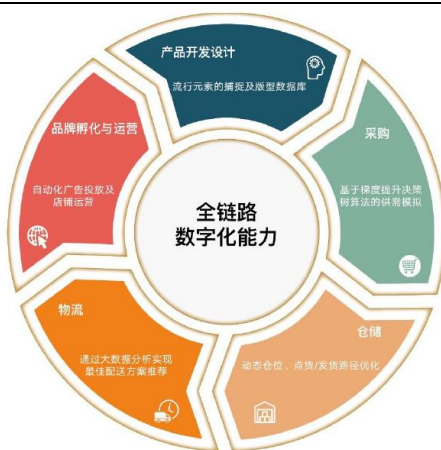 产品开发设计
流行元素的捕捉及版型数据库
采购
基于梯度提升决策
树算法的供需模拟
仓储
动态仓位、点货/发货路径优化
物流
通过大数据分析实现
最佳配送方案推荐
品牌孵化与运营
自动化广告投放及
店铺运营
全链路
数字化能力